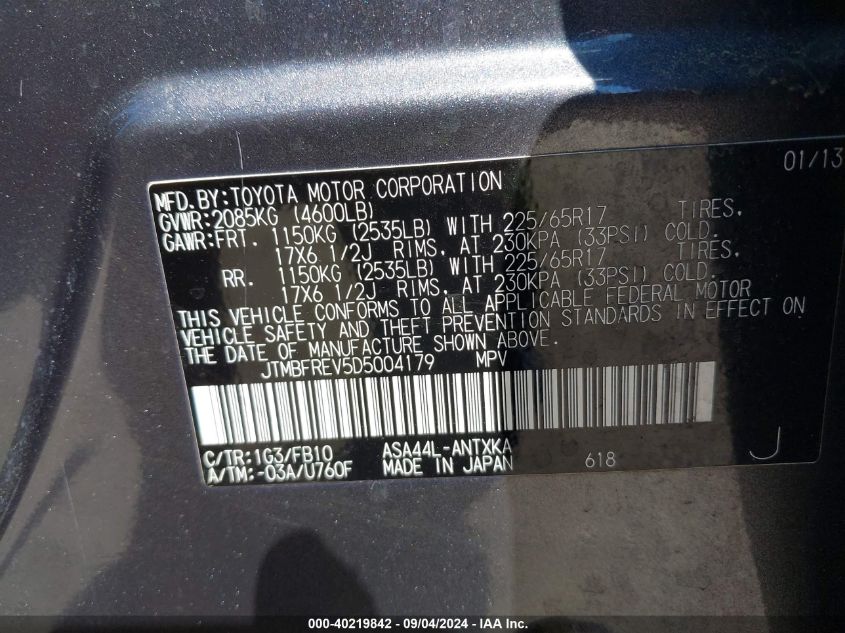 01/13
MFD.BY:TOYOTA MOTOR CORPORATION
GVWR:2085KG (4600LB)
GAWR:FRT. 1150KG (2535LB) WITH 225/65R17 TIRES,
17X6 1/2J RIMS, AT 230KPA (33PSI) COLD.
RR. 1150KG (2535LB) WITH 225/65R17 TIRES,
17X6 1/2J RIMS, AT 230KPA (33PSI) COLD.
THIS VEHICLE CONFORMS TO ALL APPLICABLE FEDERAL MOTOR
VEHICLE SAFETY AND THEFT PREVENTION STANDARDS IN EFFECT ON
THE DATE OF MANUFACTURE SHOWN ABOVE.
JTMBFREV5D5004179 MPV
C/TR:1G3/FB10 ASA44L-ANTXKA
A/TM:-03A/U760F MADE IN JAPAN 618 J
000-40219842 - 09/04/2024 - IAA Inc.